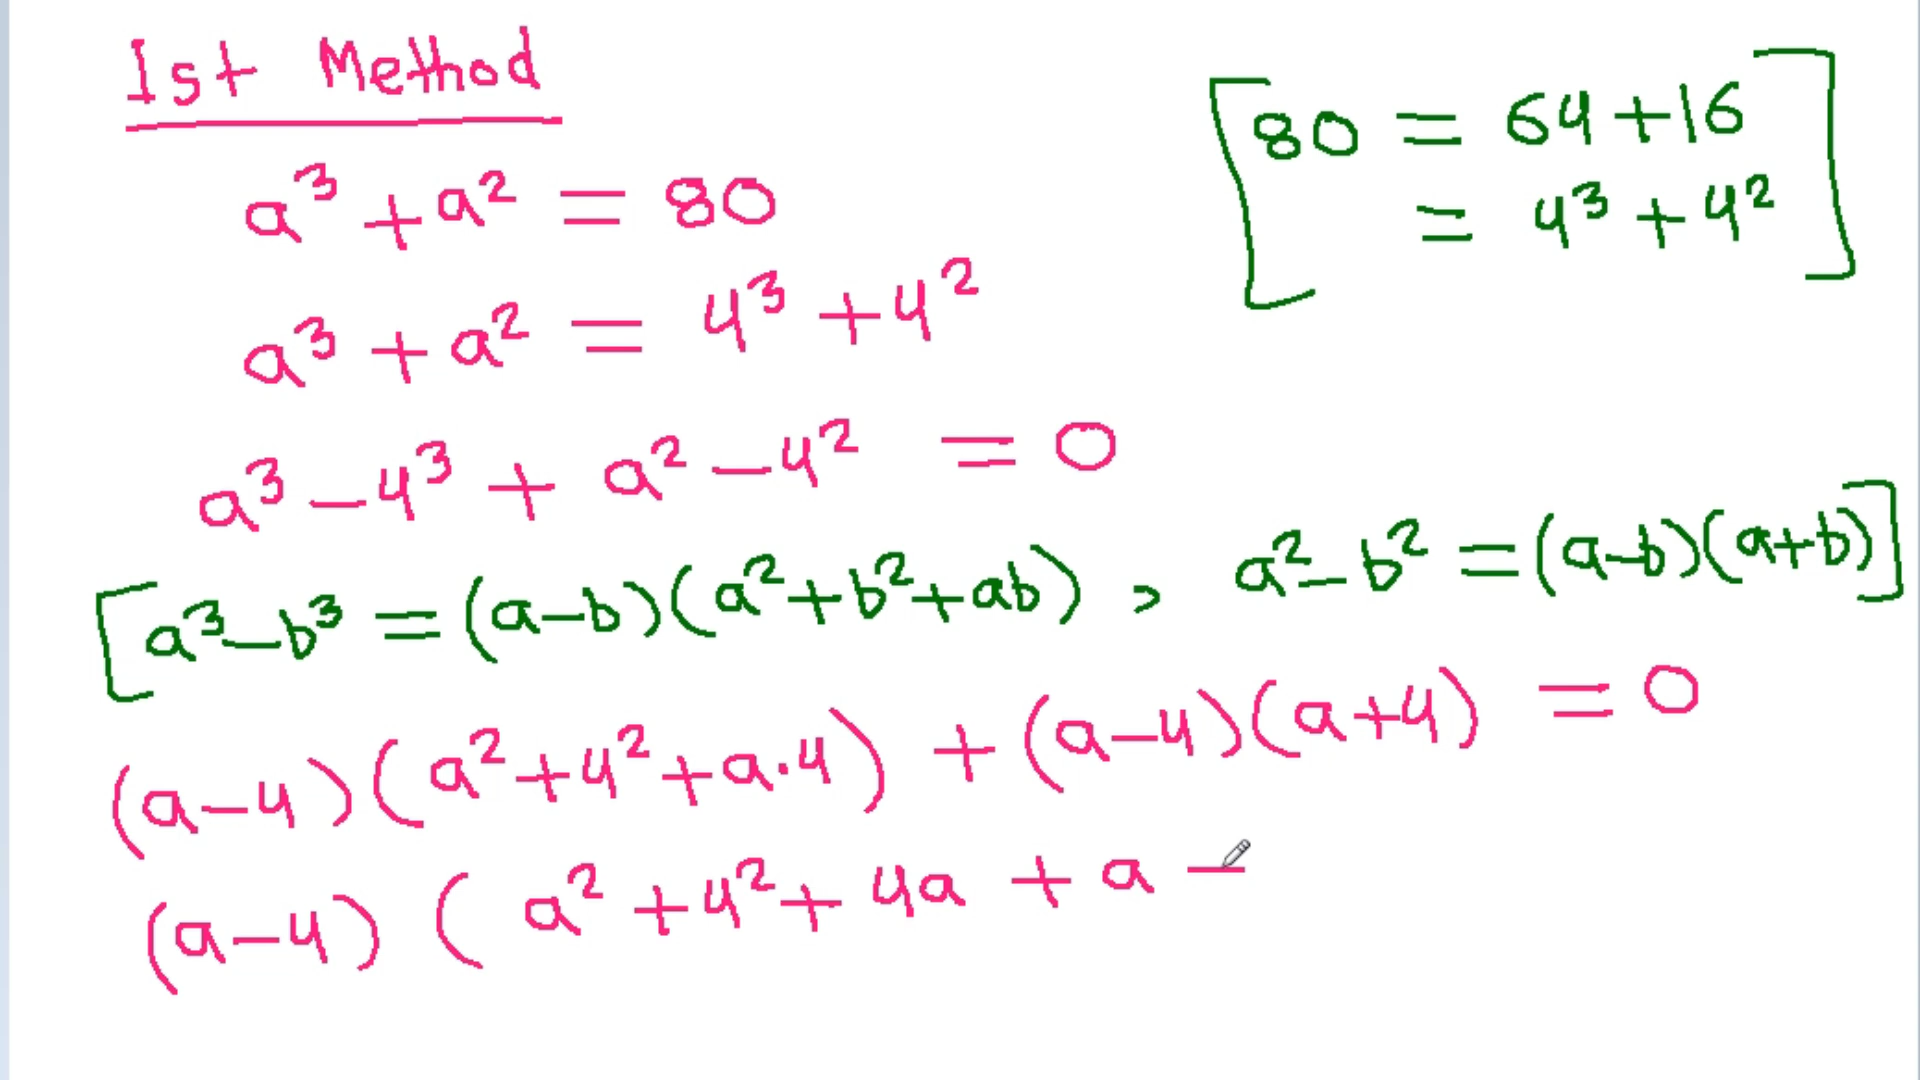 1st Method
a³ + a² = 80
[80 = 64 + 16
= 4³ + 4²]
a³ + a² = 4³ + 4²
a³ - 4³ + a² - 4² = 0
[a³ - b³ = (a-b)(a² + b² + ab), a² - b² = (a-b)(a+b)]
(a-4)(a² + 4² + a·4) + (a-4)(a+4) = 0
(a-4)(a² + 4² + 4a + a -